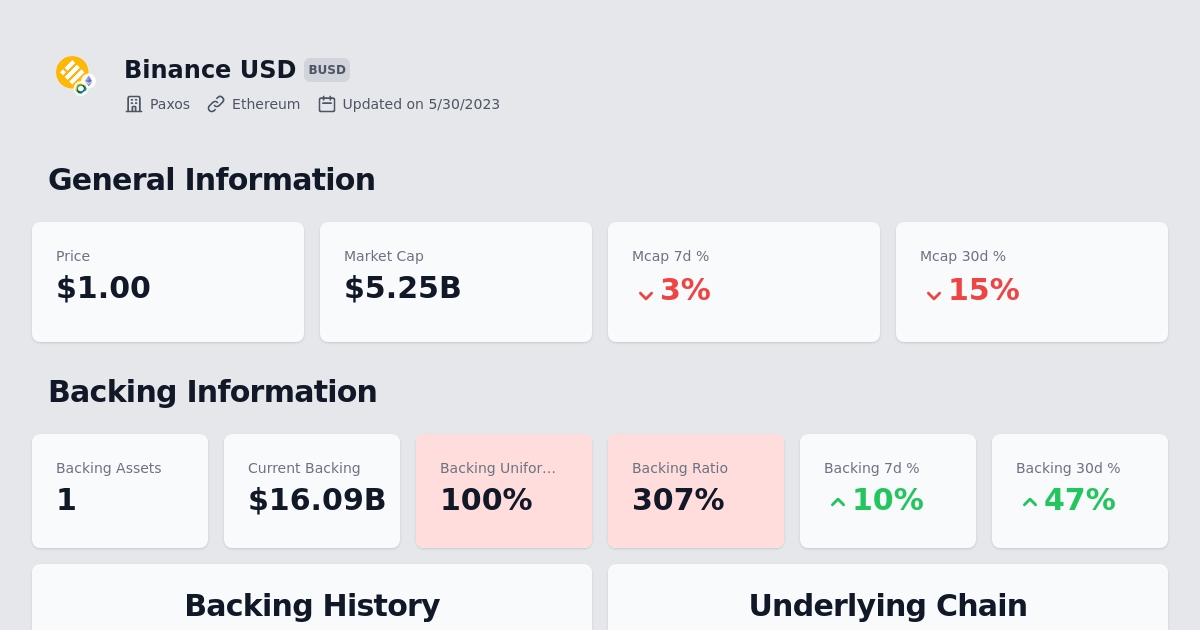 Binance USD BUSD
Paxos Ethereum Updated on 5/30/2023
General Information
Price
$1.00
Market Cap
$5.25B
Mcap 7d %
3%
Mcap 30d %
15%
Backing Information
Backing Assets
1
Current Backing
$16.09B
Backing Unifor...
100%
Backing Ratio
307%
Backing 7d %
10%
Backing 30d %
47%
Backing History
Underlying Chain